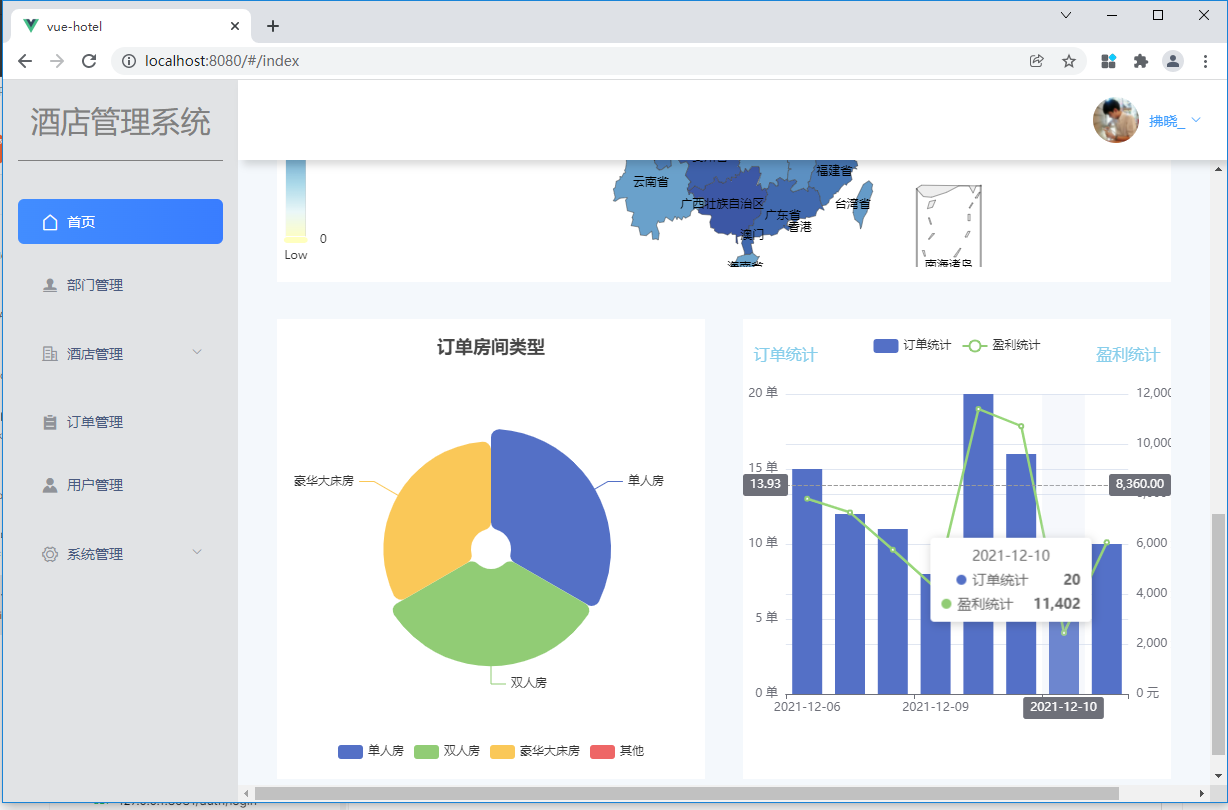 vue-hotel
localhost:8080/#/index
酒店管理系统
拂晓_
首页
部门管理
酒店管理
订单管理
用户管理
系统管理
0
Low
云南省
福建省
广西壮族自治区
广东省
台湾省
香港
澳门
海南省
南海诸岛
订单房间类型
豪华大床房
单人房
双人房
单人房 双人房 豪华大床房 其他
订单统计 盈利统计
订单统计
盈利统计
20 单
15 单
13.93
10 单
5 单
0 单
12,000
10,000
8,360.00
6,000
4,000
2,000
0 元
2021-12-10
订单统计 20
盈利统计 11,402
2021-12-06
2021-12-09
2021-12-10